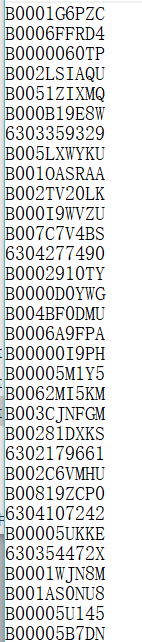 B0001G6PZC
B0006FFRD4
B0000060TP
B002LSIAQU
B0051ZIXMQ
B000B19E8W
6303359329
B005LXWYKU
B001OASRAA
B002TV20LK
B000I9WVZU
B007C7V4BS
6304277490
B0002910TY
B0000D0YWG
B004BF0DMU
B0006A9FPA
B00000I9PH
B00005M1Y5
B0062MI5KM
B003CJNFGM
B00281DXKS
6302179661
B002C6VMHU
B00819ZCP0
6304107242
B00005UKKE
630354472X
B0001WJN8M
B001AS0NU8
B00005U145
B00005B7DN